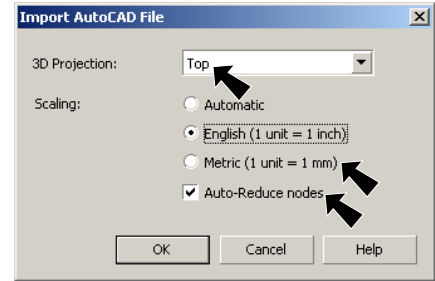 Import AutoCAD File
3D Projection: Top
Scaling: Automatic
English (1 unit = 1 inch)
Metric (1 unit = 1 mm)
Auto-Reduce nodes
OK Cancel Help